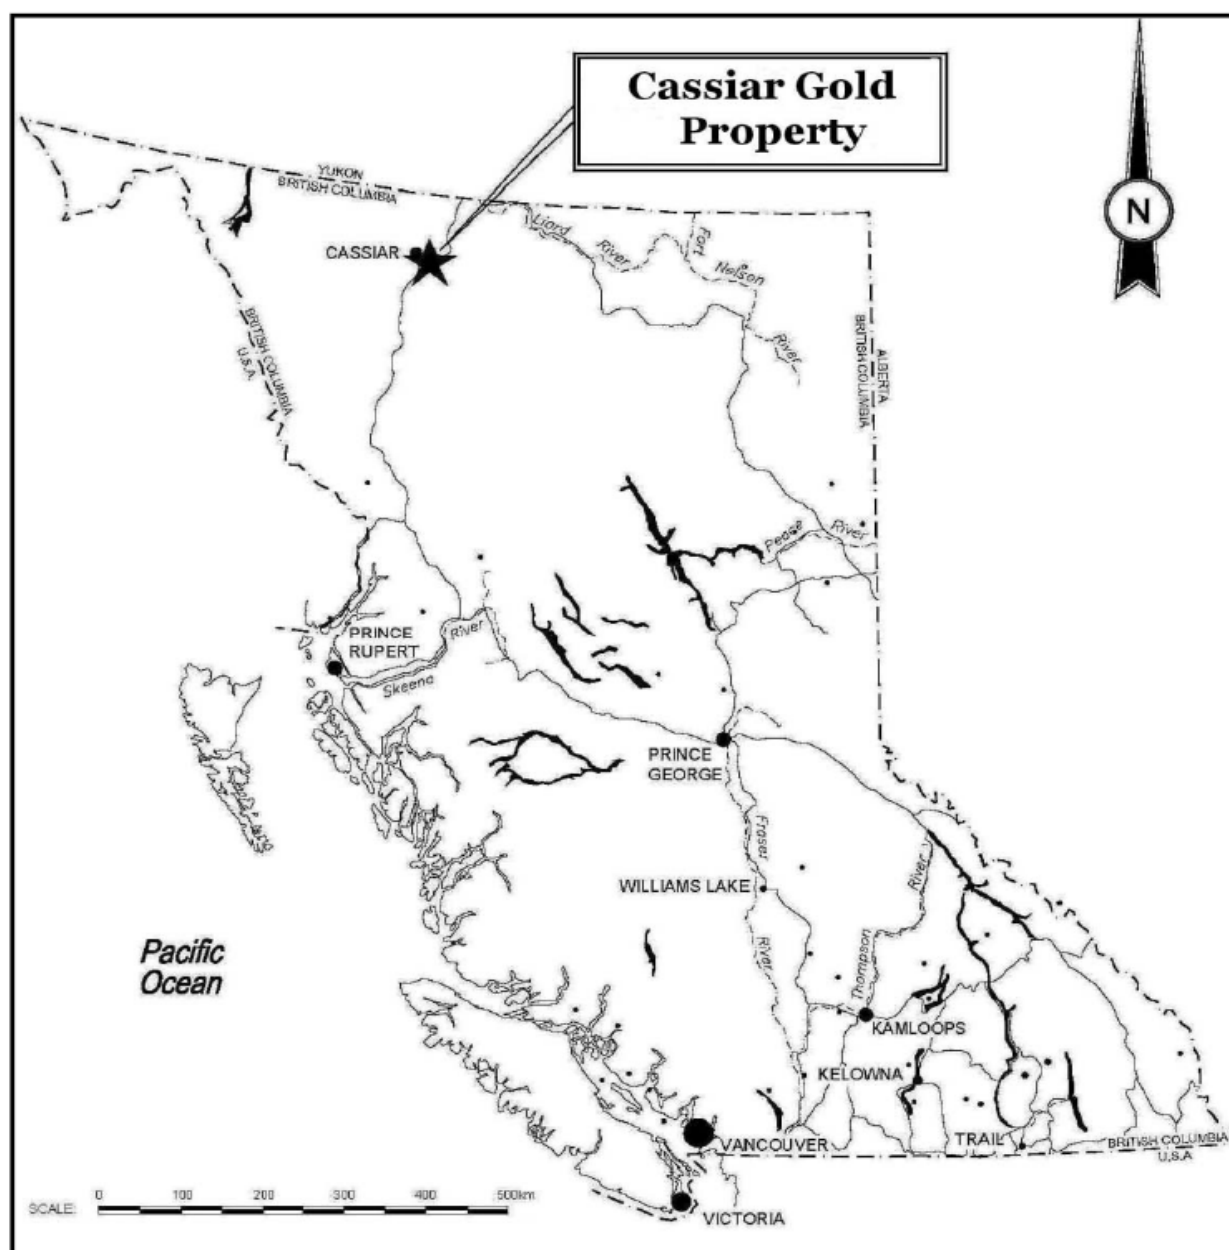 Cassiar Gold
Property
N
YUKON
BRITISH COLUMBIA
CASSIAR
Liard
River
Fort
Nelson
River
BRITISH COLUMBIA
U.S.A.
ALBERTA
BRITISH COLUMBIA
Peace
River
PRINCE
RUPERT
River
Skeena
PRINCE
GEORGE
Fraser
River
WILLIAMS LAKE
River
Thompson
Pacific
Ocean
KAMLOOPS
KELOWNA
TRAIL
BRITISH COLUMBIA
U.S.A
VANCOUVER
VICTORIA
SCALE:
0 100 200 300 400 500km